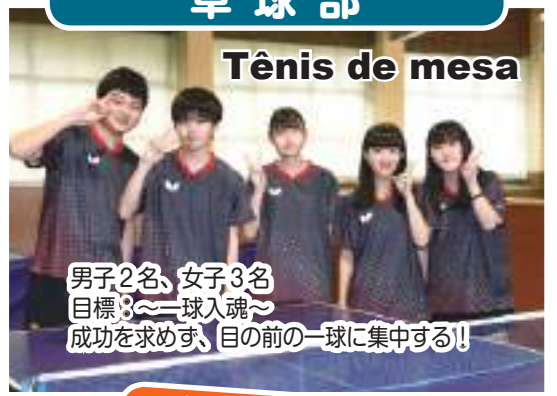 卓球部
Tênis de mesa
男子2名、女子3名
目標：～一球入魂～
成功を求めず、目の前の一球に集中する！